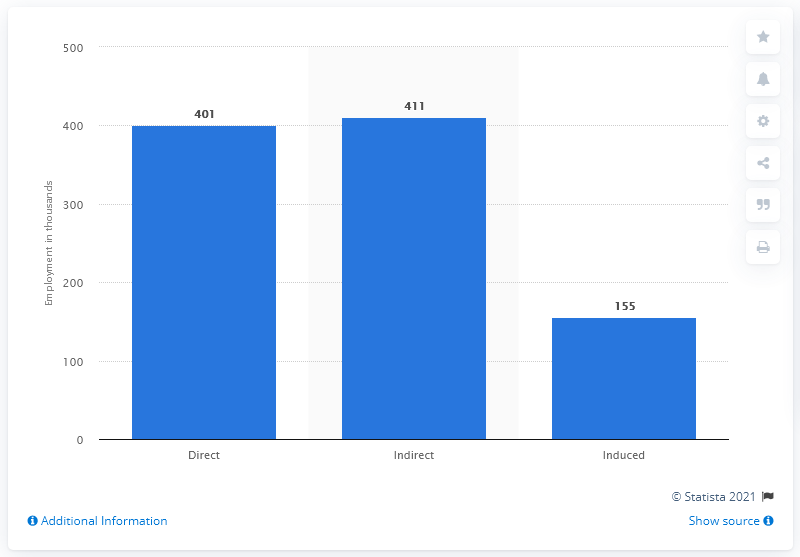 Employment in thousands
500
400
300
200
100
0
401
411
155
Direct
Indirect
Induced
© Statista 2021
Additional Information
Show source